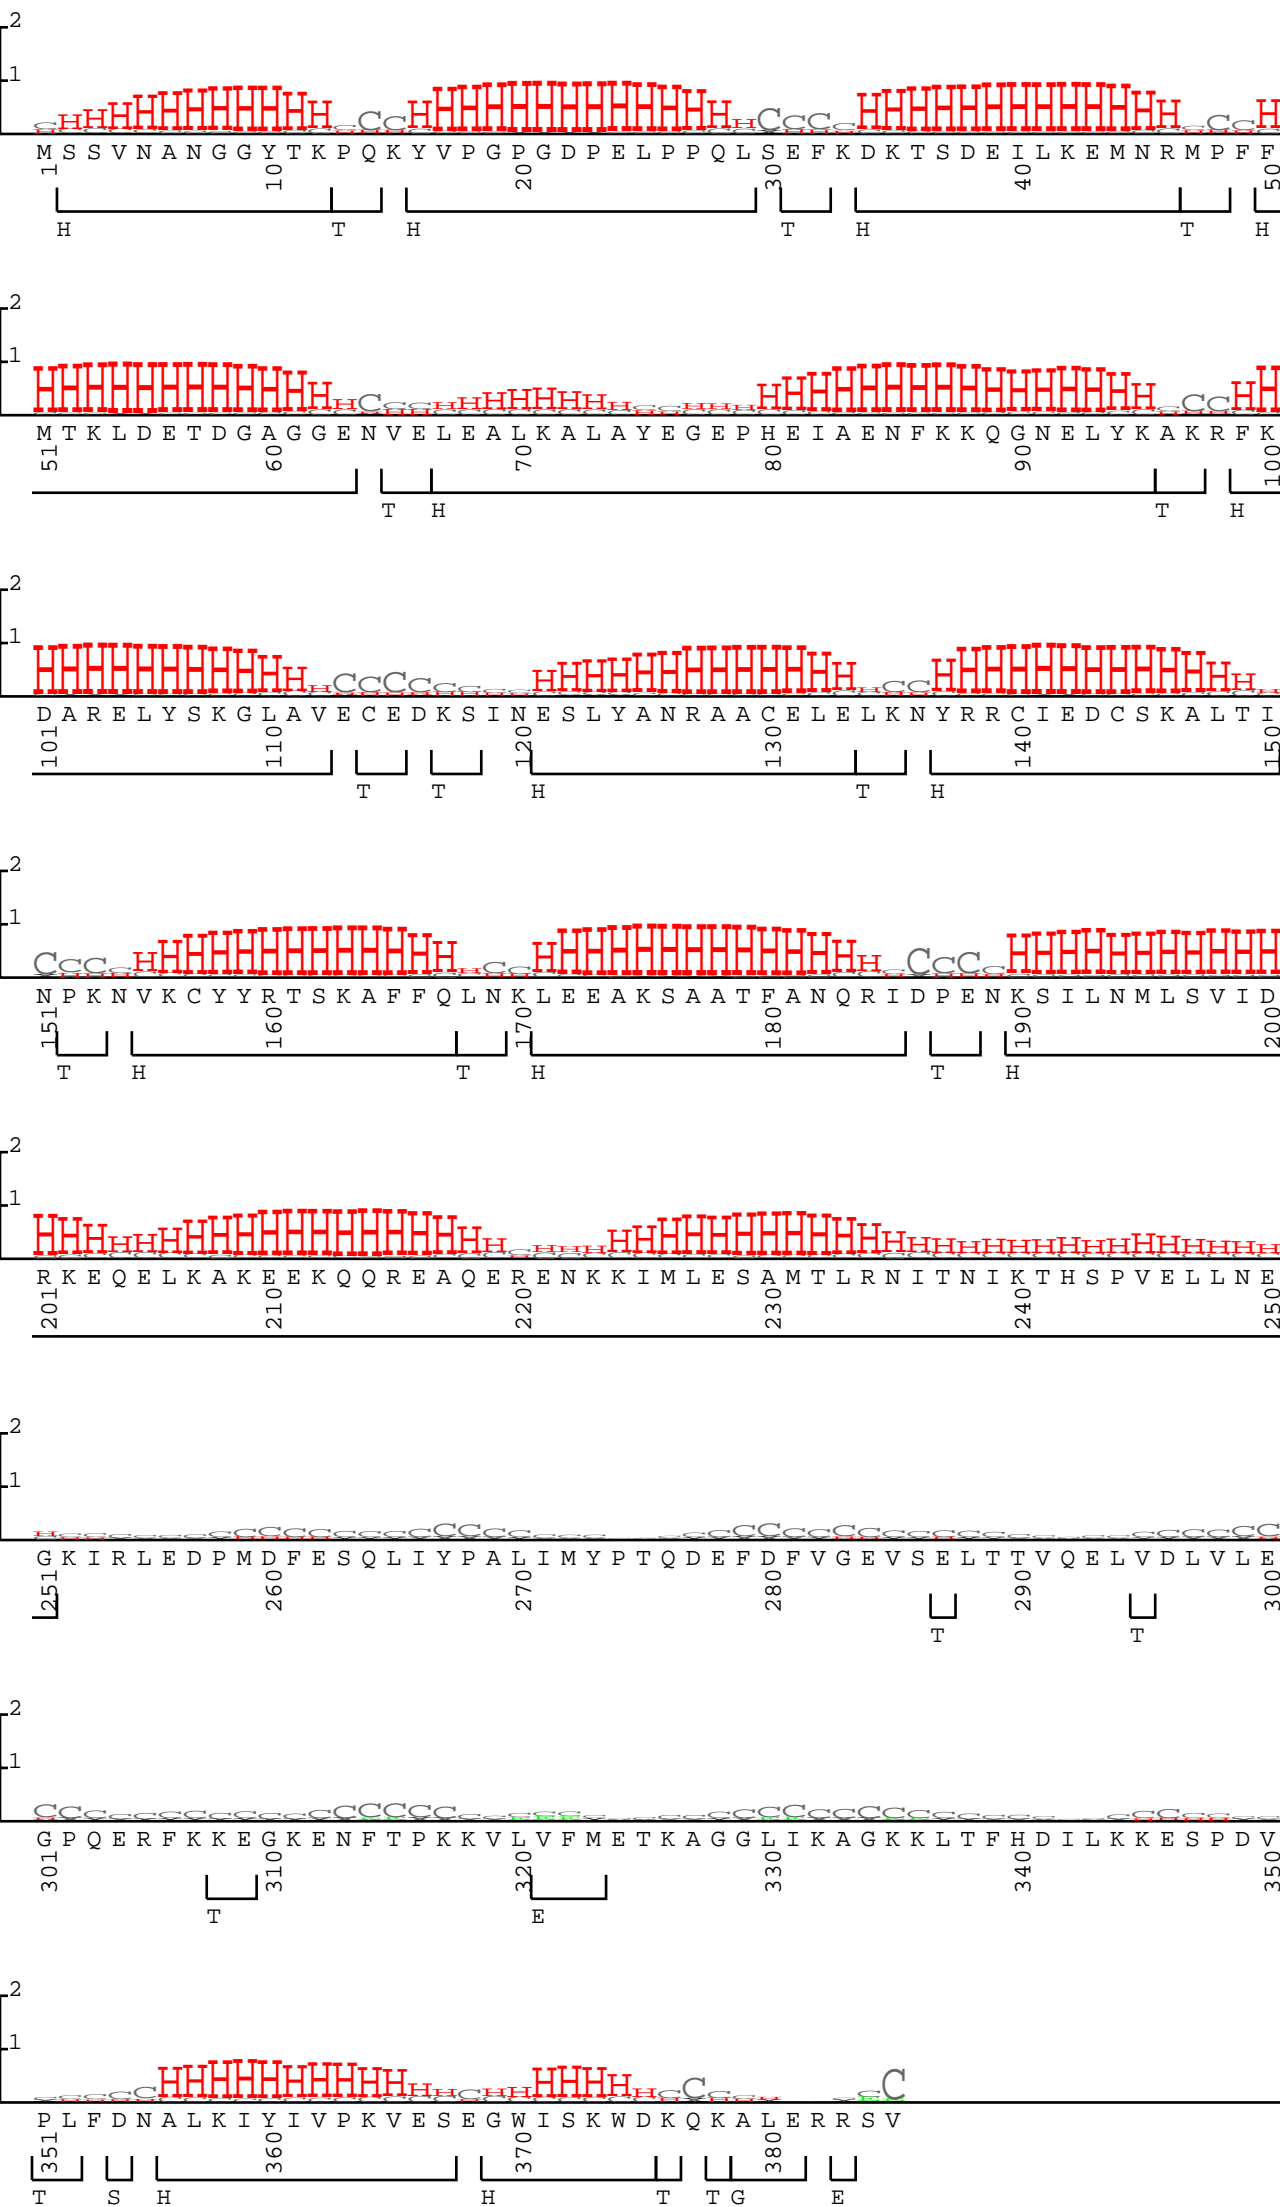 2
1
M S S V N A N G G Y T K P Q K Y V P G P G D P E L P P Q L S E F K D K T S D E I L K E M N R M P F F
1 10 20 30 40 50
H T H T H T H
2
1
M T K L D E T D G A G G E N V E L E A L K A L A Y E G E P H E I A E N F K K Q G N E L Y K A K R F K
51 60 70 80 90 100
T H T H
2
1
D A R E L Y S K G L A V E C E D K S I N E S L Y A N R A A C E L E L K N Y R R C I E D C S K A L T I
101 110 120 130 140 150
T T H T H
2
1
N P K N V K C Y Y R T S K A F F Q L N K L E E A K S A A T F A N Q R I D P E N K S I L N M L S V I D
151 160 170 180 190 200
T H T H T H
2
1
R K E Q E L K A K E E K Q Q R E A Q E R E N K K I M L E S A M T L R N I T N I K T H S P V E L L N E
201 210 220 230 240 250
2
1
G K I R L E D P M D F E S Q L I Y P A L I M Y P T Q D E F D F V G E V S E L T T V Q E L V D L V L E
251 260 270 280 290 300
T T
2
1
G P Q E R F K K E G K E N F T P K K V L V F M E T K A G G L I K A G K K L T F H D I L K K E S P D V
301 310 320 330 340 350
T E
2
1
P L F D N A L K I Y I V P K V E S E G W I S K W D K Q K A L E R R S V
351 360 370 380
T S H H T T G E